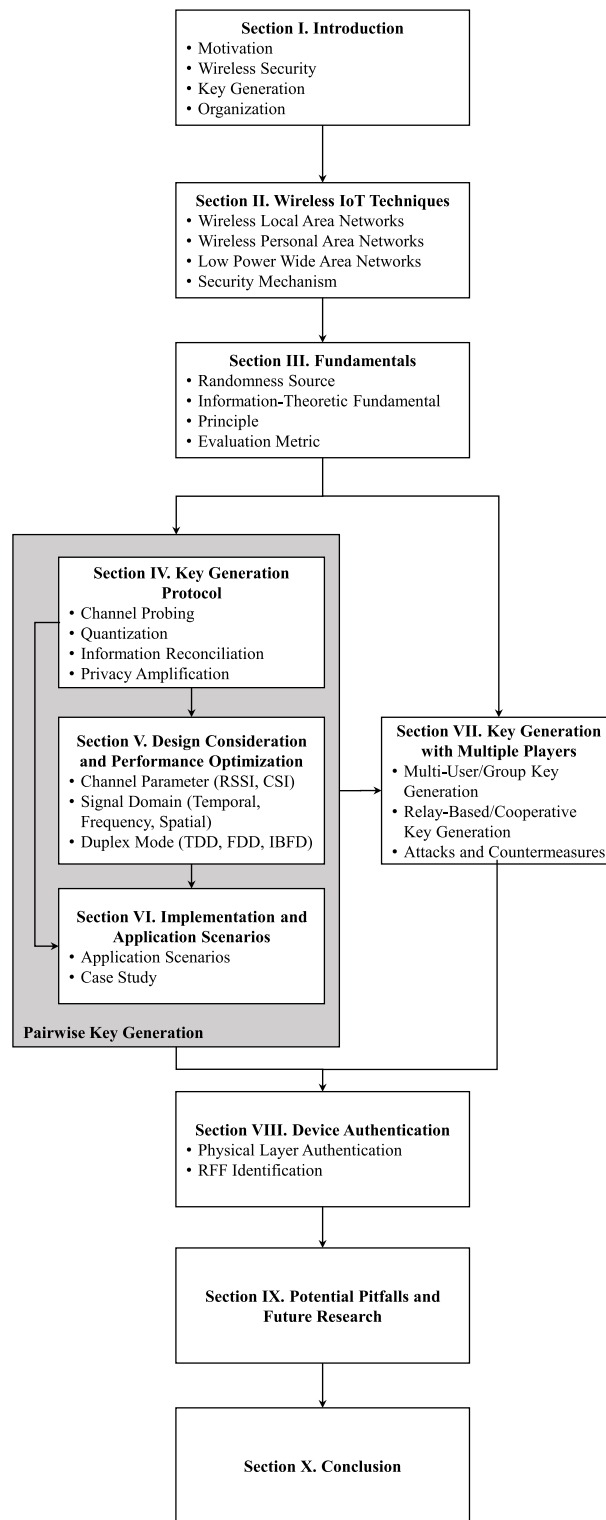 Section I. Introduction
• Motivation
• Wireless Security
• Key Generation
• Organization
Section II. Wireless IoT Techniques
• Wireless Local Area Networks
• Wireless Personal Area Networks
• Low Power Wide Area Networks
• Security Mechanism
Section III. Fundamentals
• Randomness Source
• Information-Theoretic Fundamental
• Principle
• Evaluation Metric
Section IV. Key Generation
Protocol
• Channel Probing
• Quantization
• Information Reconciliation
• Privacy Amplification
Section V. Design Consideration
and Performance Optimization
• Channel Parameter (RSSI, CSI)
• Signal Domain (Temporal,
Frequency, Spatial)
• Duplex Mode (TDD, FDD, IBFD)
Section VI. Implementation and
Application Scenarios
• Application Scenarios
• Case Study
Pairwise Key Generation
Section VII. Key Generation
with Multiple Players
• Multi-User/Group Key
Generation
• Relay-Based/Cooperative
Key Generation
• Attacks and Countermeasures
Section VIII. Device Authentication
• Physical Layer Authentication
• RFF Identification
Section IX. Potential Pitfalls and
Future Research
Section X. Conclusion